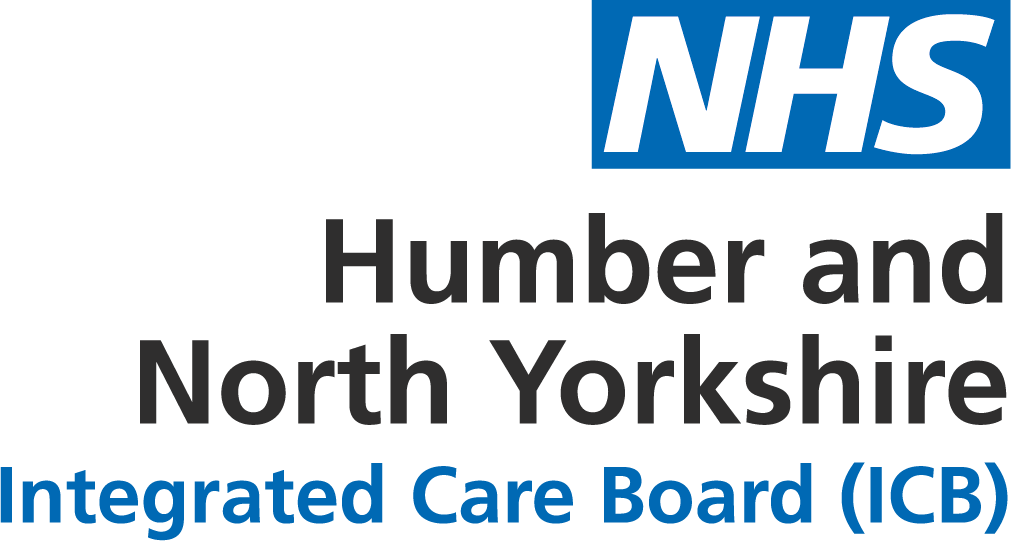 NHS
Humber and
North Yorkshire
Integrated Care Board (ICB)